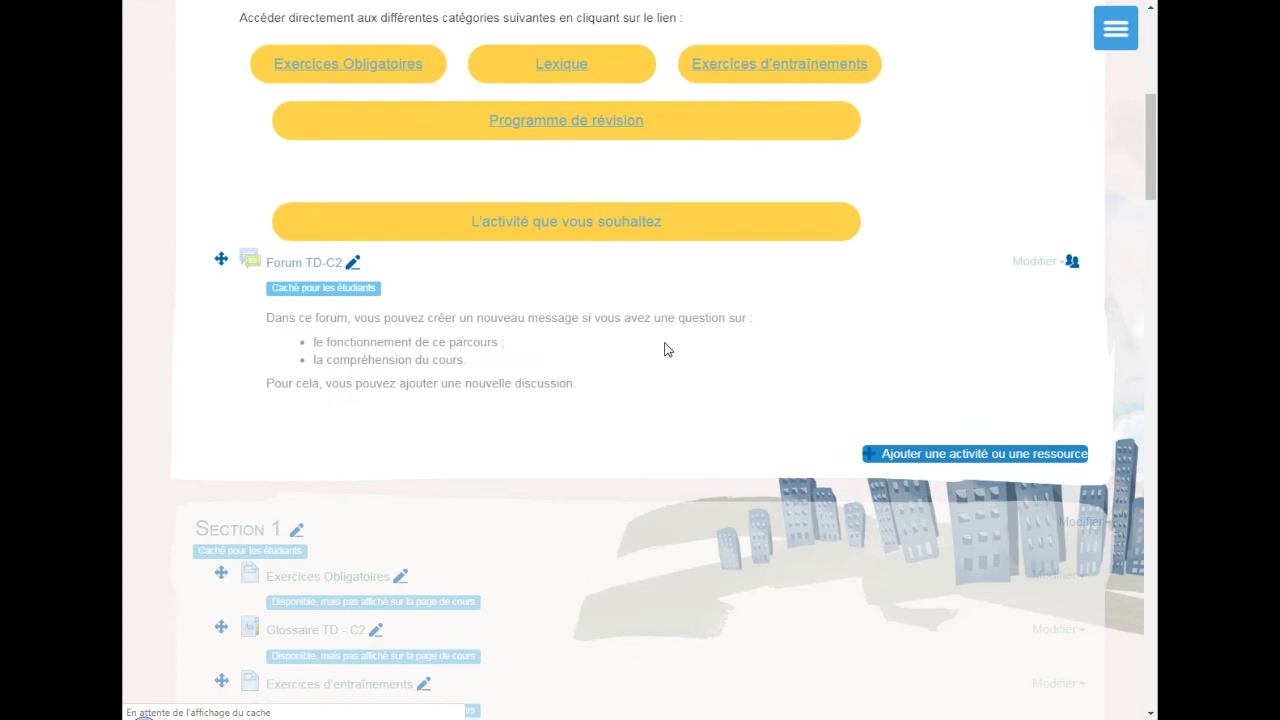 Accéder directement aux différentes catégories suivantes en cliquant sur le lien :
Exercices Obligatoires Lexique Exercices d'entraînements
Programme de révision
L'activité que vous souhaitez
Forum TD-C2 Modifier
Caché pour les étudiants
Dans ce forum, vous pouvez créer un nouveau message si vous avez une question sur :
le fonctionnement de ce parcours ;
la compréhension du cours.
Pour cela, vous pouvez ajouter une nouvelle discussion.
Ajouter une activité ou une ressource
SECTION 1 Modifier
Caché pour les étudiants
Exercices Obligatoires Modifier
Disponible, mais pas affiché sur la page de cours
Glossaire TD - C2 Modifier
Disponible, mais pas affiché sur la page de cours
Exercices d'entraînements Modifier
En attente de l'affichage du cache